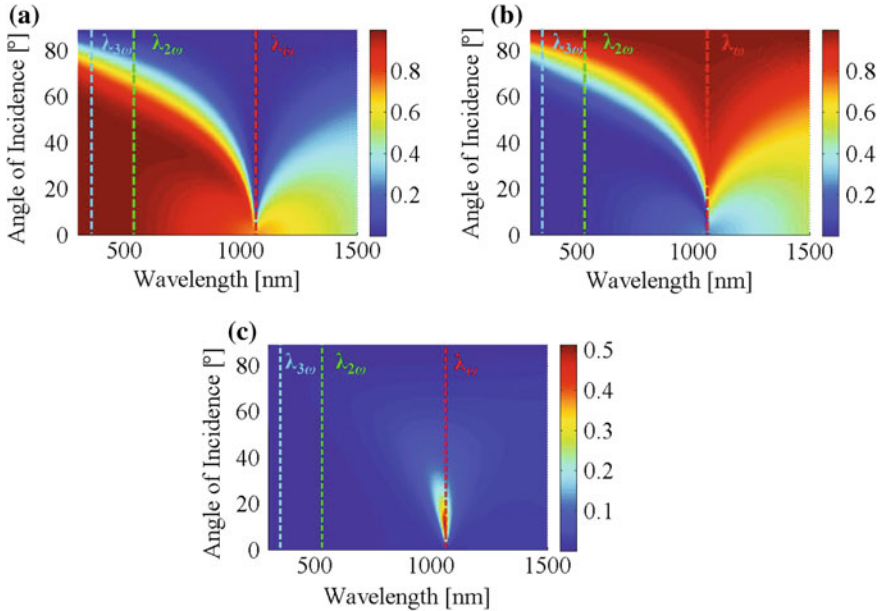 (a)
Angle of Incidence [°]
80
60
40
20
0
λ3ω
λ2ω
λω
500
1000
1500
Wavelength [nm]
0.8
0.6
0.4
0.2
(b)
Angle of Incidence [°]
80
60
40
20
0
λ3ω
λ2ω
λω
500
1000
1500
Wavelength [nm]
0.8
0.6
0.4
0.2
(c)
Angle of Incidence [°]
80
60
40
20
0
λ3ω
λ2ω
λω
500
1000
1500
Wavelength [nm]
0.5
0.4
0.3
0.2
0.1